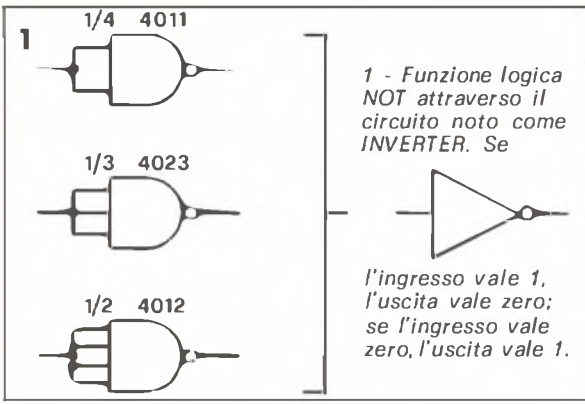 1
1/4 4011
1/3 4023
1/2 4012
1 - Funzione logica
NOT attraverso il
circuito noto come
INVERTER. Se
l'ingresso vale 1,
l'uscita vale zero;
se l'ingresso vale
zero, l'uscita vale 1.